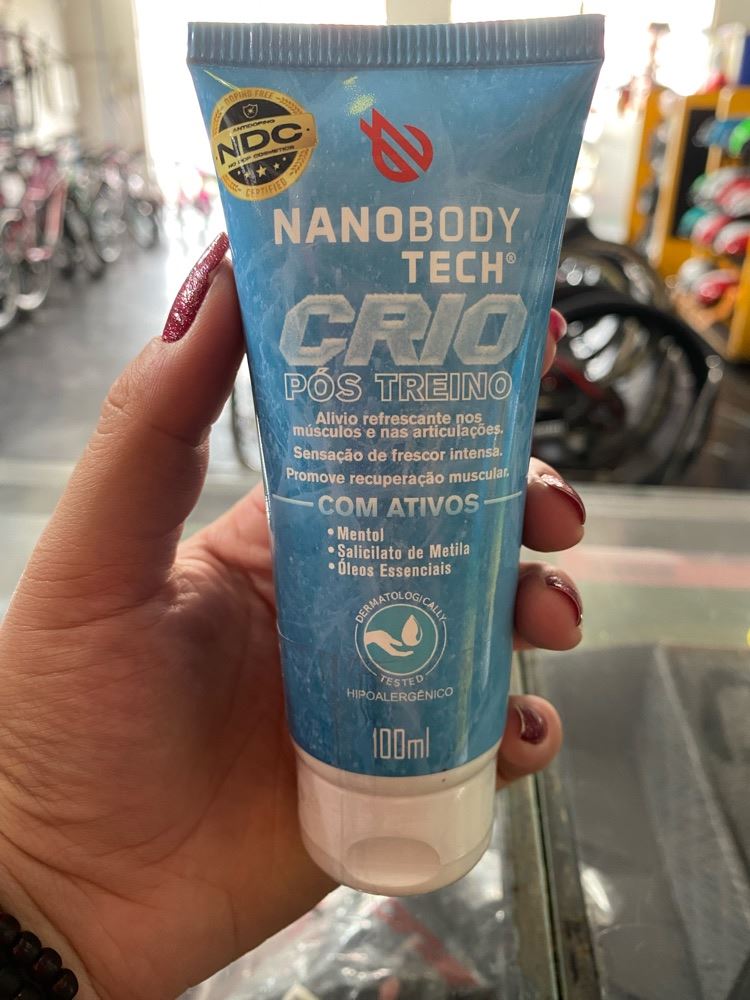 DOPING FREE
ANTIDOPING
NDC
NO DOP COSMETICS
CERTIFIED
NANOBODY
TECH®
CRIO
PÓS TREINO
Alivio refrescante nos
músculos e nas articulações.
Sensação de frescor intensa.
Promove recuperação muscular.
COM ATIVOS
•Mentol
•Salicilato de Metila
•Óleos Essenciais
DERMATOLOGICALLY
TESTED
HIPOALERGÊNICO
100ml